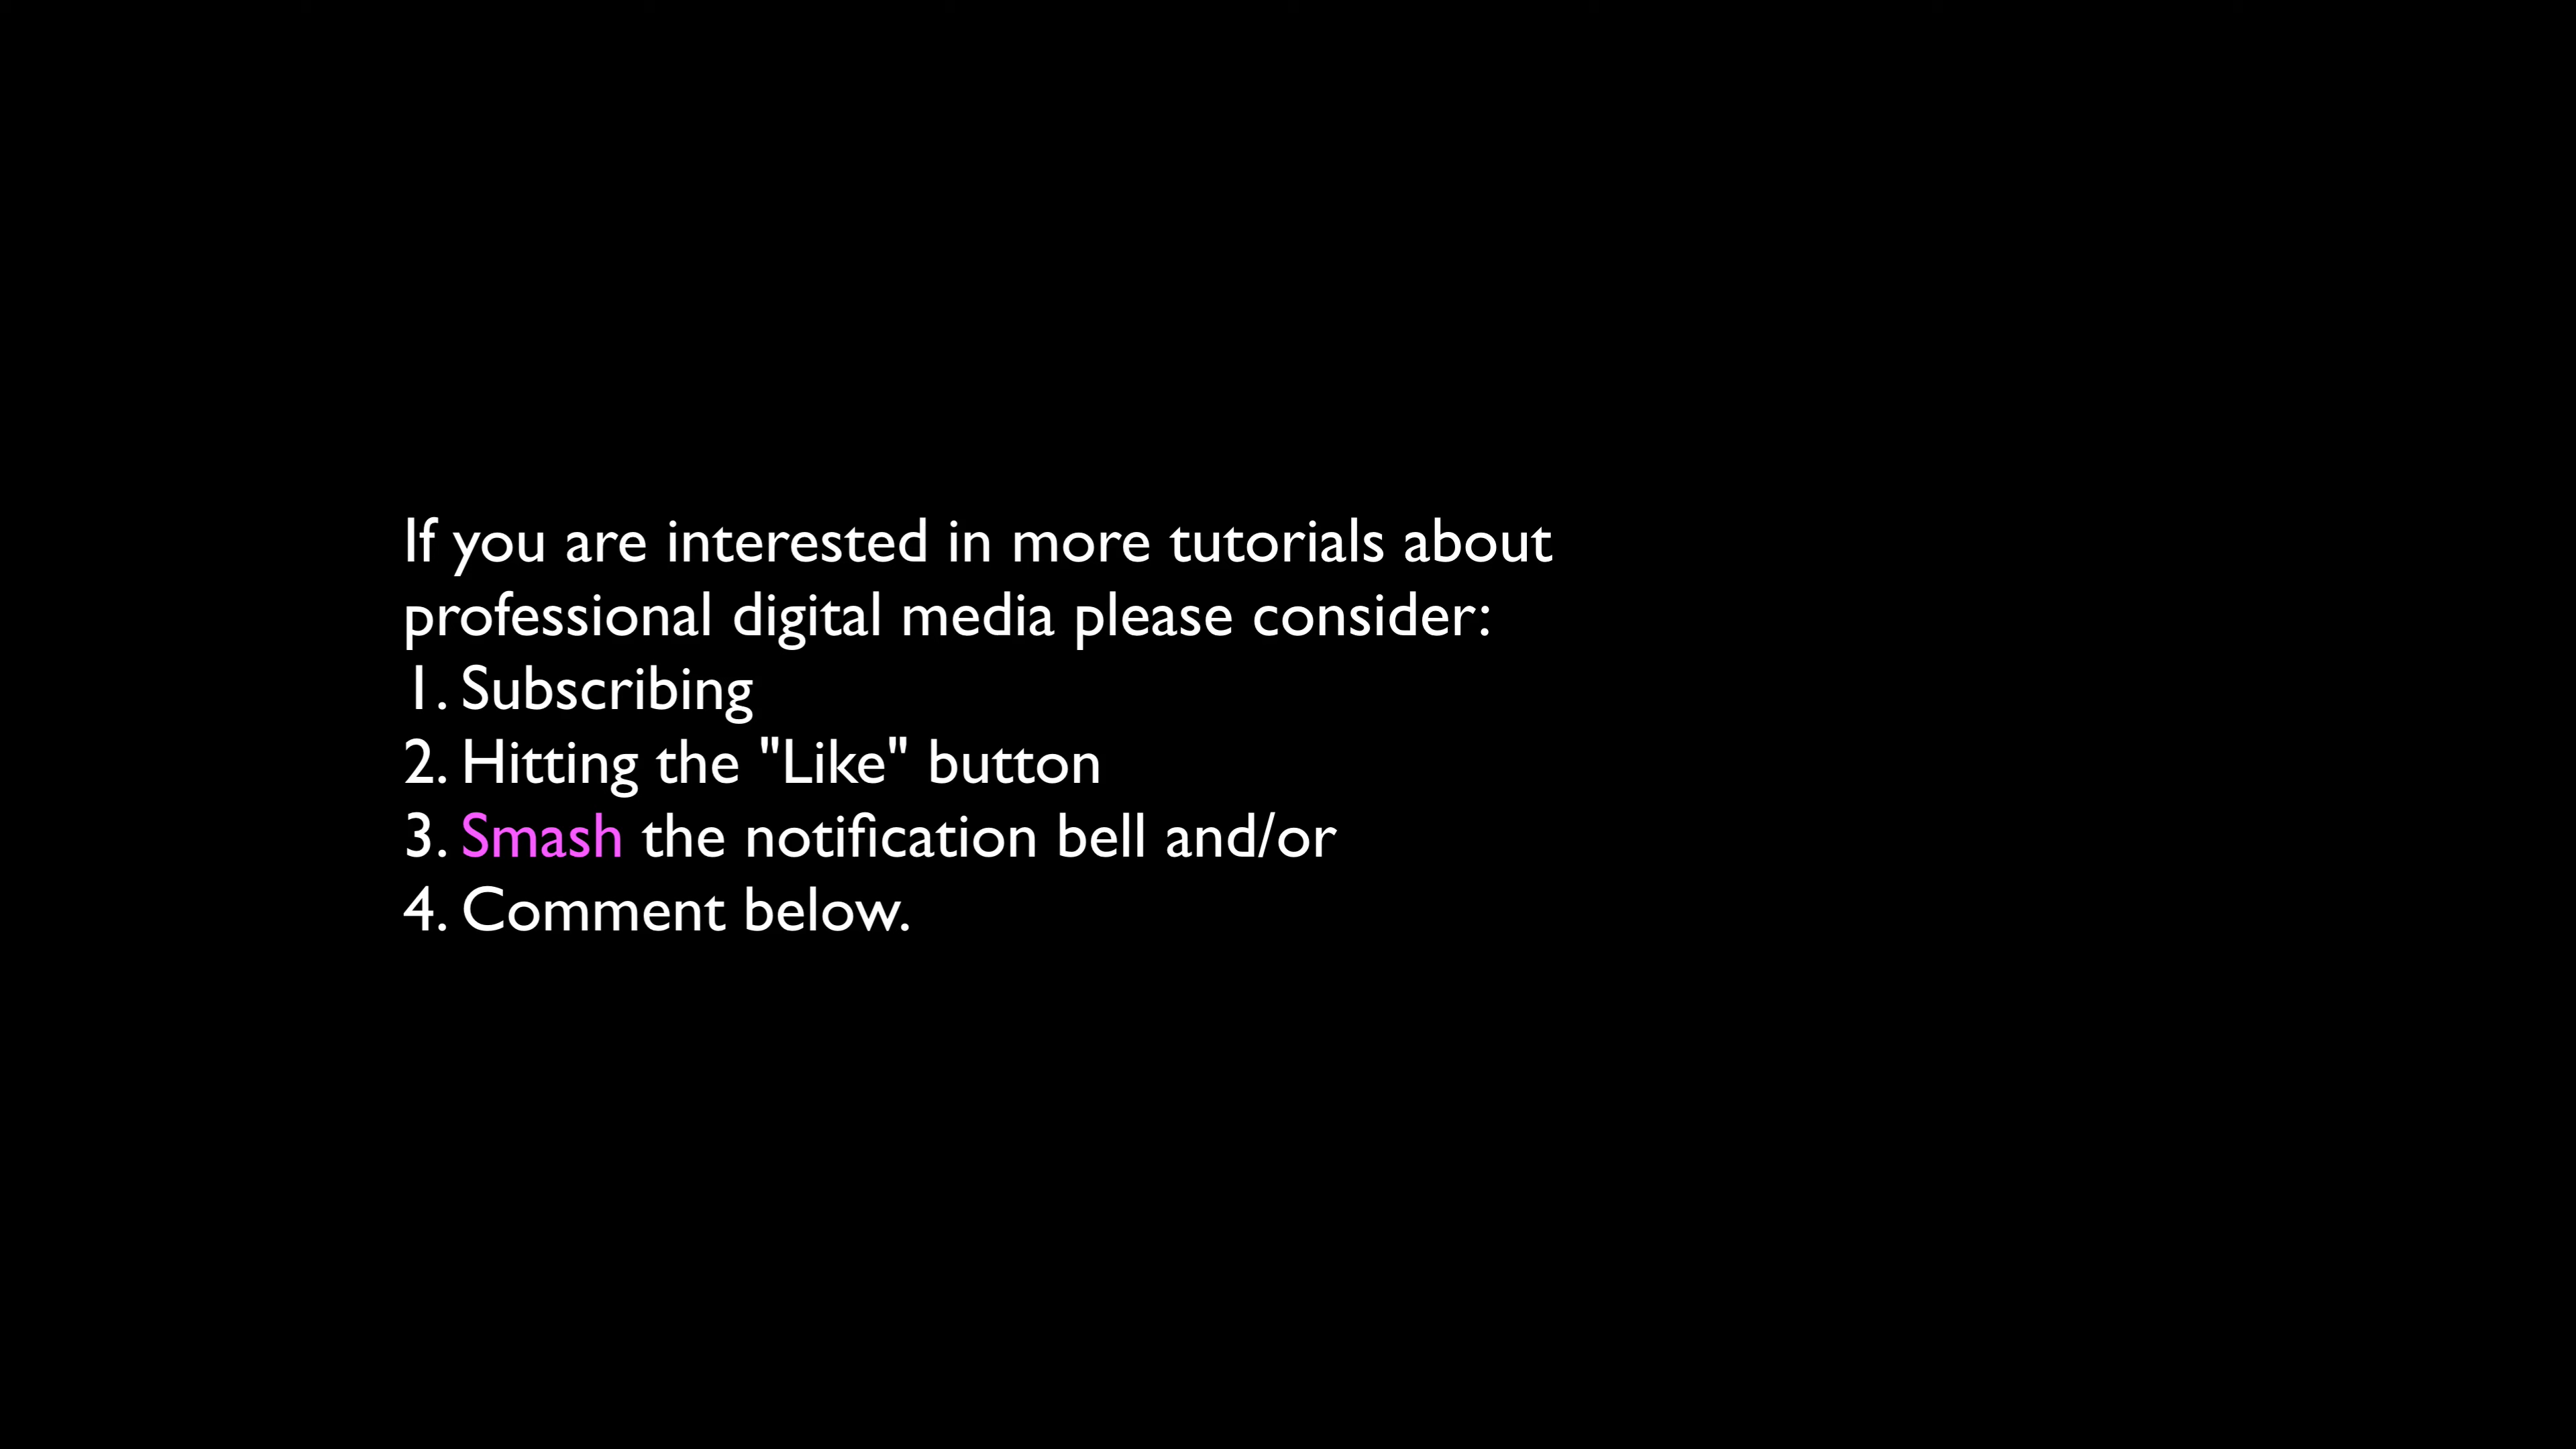 If you are interested in more tutorials about
professional digital media please consider:
1. Subscribing
2. Hitting the "Like" button
3. Smash the notification bell and/or
4. Comment below.